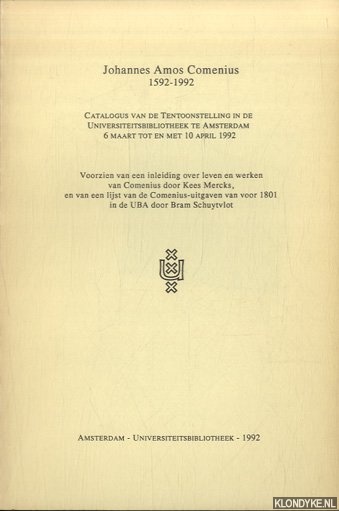 Johannes Amos Comenius
1592-1992
CATALOGUS VAN DE TENTOONSTELLING IN DE
UNIVERSITEITSBIBLIOTHEEK TE AMSTERDAM
6 MAART TOT EN MET 10 APRIL 1992
Voorzien van een inleiding over leven en werken
van Comenius door Kees Mercks,
en van een lijst van de Comenius-uitgaven van voor 1801
in de UBA door Bram Schuytvlot
AMSTERDAM - UNIVERSITEITSBIBLIOTHEEK - 1992
KLONDYKE.NL